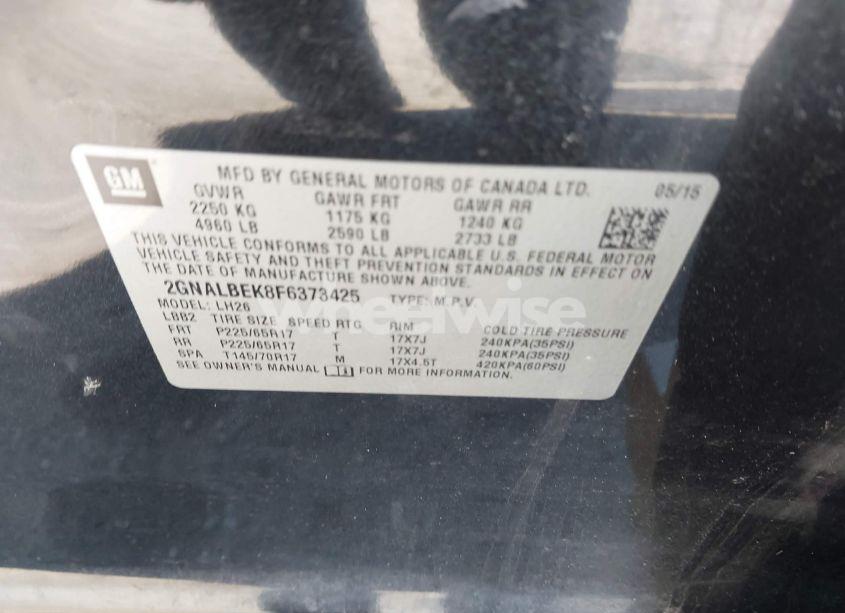 GM
MFD BY GENERAL MOTORS OF CANADA LTD. 05/15
GVWR GAWR FRT GAWR RR
2250 KG 1175 KG 1240 KG
4960 LB 2590 LB 2733 LB
THIS VEHICLE CONFORMS TO ALL APPLICABLE U.S. FEDERAL MOTOR
VEHICLE SAFETY AND THEFT PREVENTION STANDARDS IN EFFECT ON
THE DATE OF MANUFACTURE SHOWN ABOVE.
2GNALBEK8F6373425 TYPE: M.P.V.
MODEL: LH26
LBB2 TIRE SIZE SPEED RTG RIM COLD TIRE PRESSURE
FRT P225/65R17 T 17X7J 240KPA(35PSI)
RR P225/65R17 T 17X7J 240KPA(35PSI)
SPA T145/70R17 M 17X4.5T 420KPA(60PSI)
SEE OWNER'S MANUAL FOR MORE INFORMATION.
wheelwise